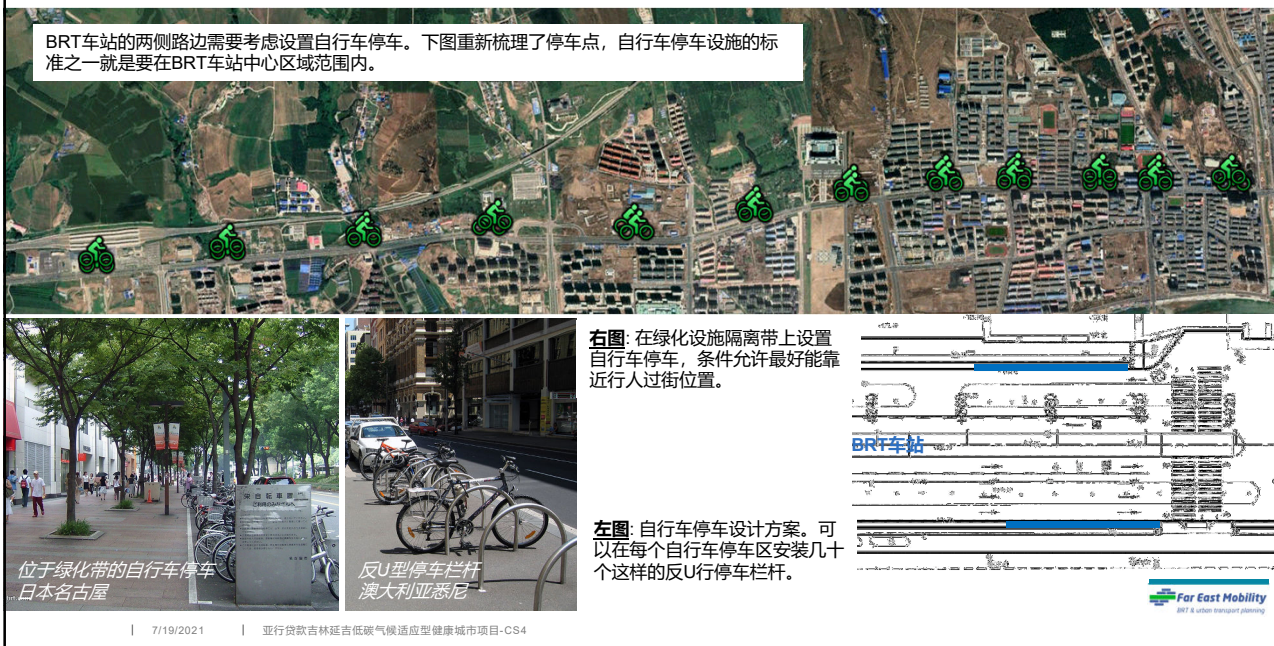 BRT车站的两侧路边需要考虑设置自行车停车。下图重新梳理了停车点，自行车停车设施的标
准之一就是要在BRT车站中心区域范围内。
右图: 在绿化设施隔离带上设置
自行车停车，条件允许最好能靠
近行人过街位置。
BRT车站
左图: 自行车停车设计方案。可
以在每个自行车停车区安装几十
个这样的反U行停车栏杆。
位于绿化带的自行车停车
日本名古屋
反U型停车栏杆
澳大利亚悉尼
Far East Mobility
BRT & urban transport planning
7/19/2021
亚行贷款吉林延吉低碳气候适应型健康城市项目-CS4